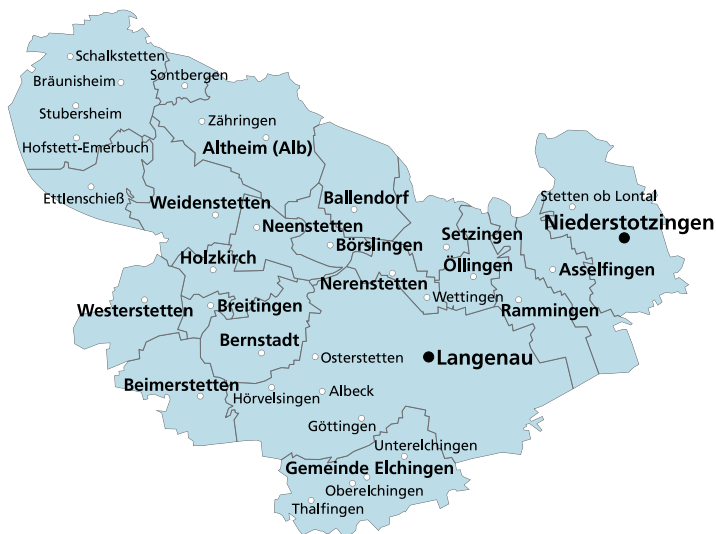 Schalkstetten
Sontbergen
Bräunisheim
Stubersheim
Zähringen
Hofstett-Emerbuch
Altheim (Alb)
Ettlenschieß
Weidenstetten
Ballendorf
Stetten ob Lontal
Niederstotzingen
Neenstetten
Setzingen
Börslingen
Holzkirch
Öllingen
Asselfingen
Nerenstetten
Wettingen
Westerstetten
Breitingen
Rammingen
Bernstadt
Osterstetten
Langenau
Beimerstetten
Albeck
Hörvelsingen
Göttingen
Unterelchingen
Gemeinde Elchingen
Oberelchingen
Thalfingen